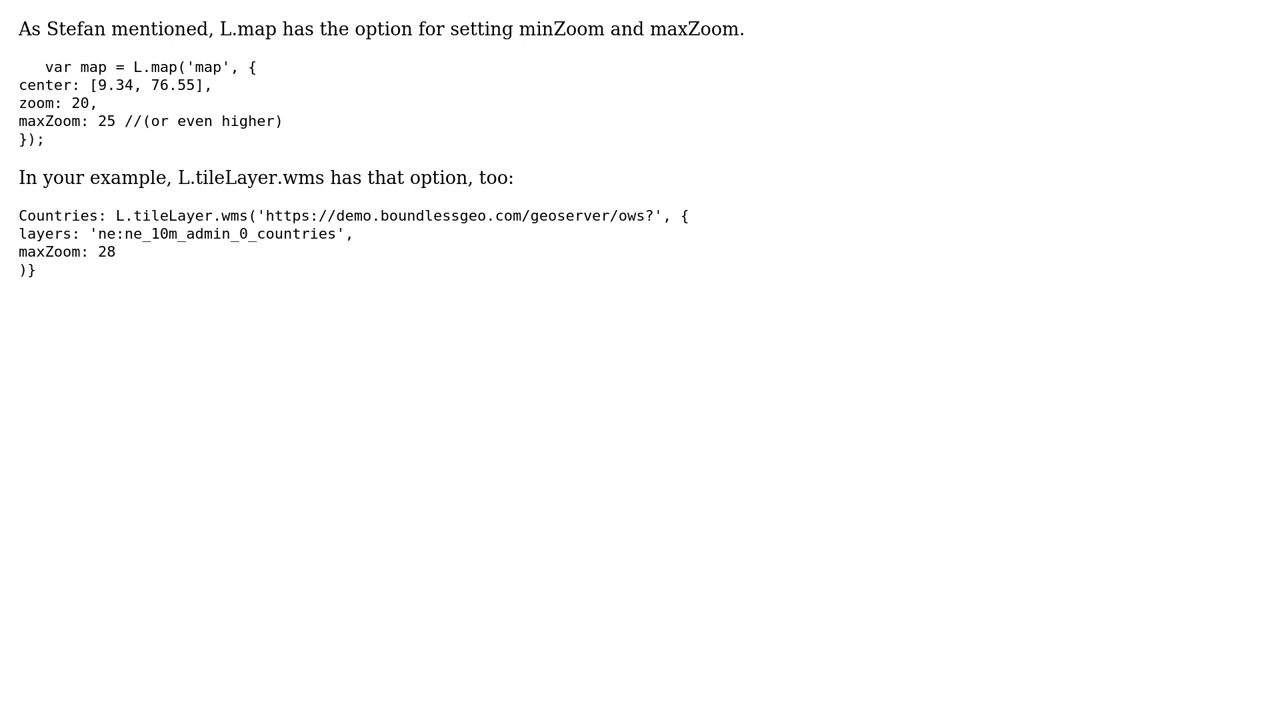 As Stefan mentioned, L.map has the option for setting minZoom and maxZoom.
   var map = L.map('map', {
center: [9.34, 76.55],
zoom: 20,
maxZoom: 25 //(or even higher)
});
In your example, L.tileLayer.wms has that option, too:
Countries: L.tileLayer.wms('https://demo.boundlessgeo.com/geoserver/ows?', {
layers: 'ne:ne_10m_admin_0_countries',
maxZoom: 28
)}